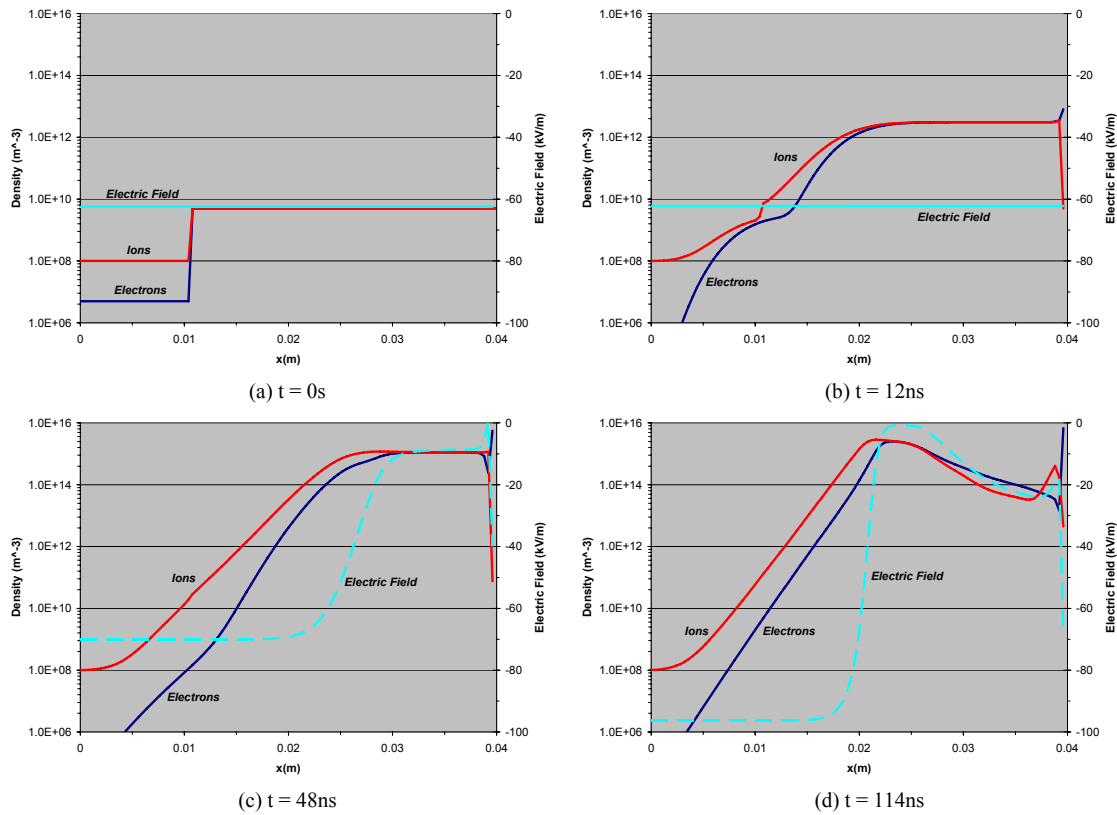 1.0E+16
1.0E+14
1.0E+12
1.0E+10
1.0E+08
1.0E+06
Density (m^-3)
0
-20
-40
-60
-80
-100
Electric Field (kV/m)
Electric Field
Ions
Electrons
0 0.01 0.02 0.03 0.04
x(m)
(a) t = 0s
1.0E+16
1.0E+14
1.0E+12
1.0E+10
1.0E+08
1.0E+06
Density (m^-3)
0
-20
-40
-60
-80
-100
Electric Field (kV/m)
Ions
Electric Field
Electrons
0 0.01 0.02 0.03 0.04
x(m)
(b) t = 12ns
1.0E+16
1.0E+14
1.0E+12
1.0E+10
1.0E+08
1.0E+06
Density (m^-3)
0
-20
-40
-60
-80
-100
Electric Field (kV/m)
Ions
Electric Field
Electrons
0 0.01 0.02 0.03 0.04
x(m)
(c) t = 48ns
1.0E+16
1.0E+14
1.0E+12
1.0E+10
1.0E+08
1.0E+06
Density (m^-3)
0
-20
-40
-60
-80
-100
Electric Field (kV/m)
Electric Field
Ions
Electrons
0 0.01 0.02 0.03 0.04
x(m)
(d) t = 114ns